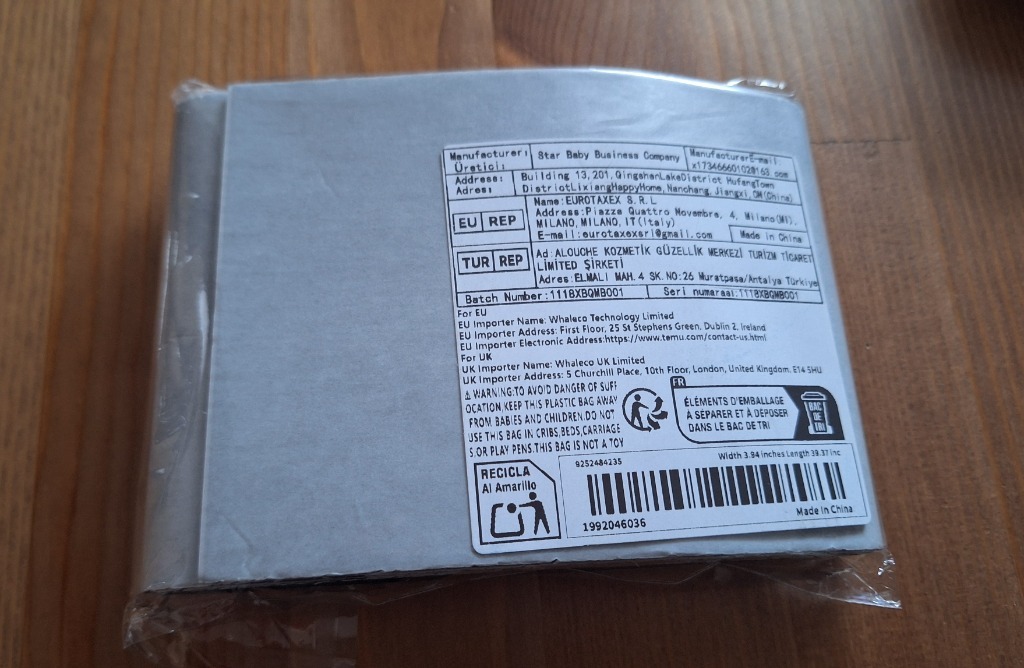 Manufacturer:
Üretici:
Star Baby Business Company
ManufacturerE-mail:
x17346660102@163.com
Address:
Adres:
Building 13,201,QingshanLakeDistrict HufangTown
DistrictLixiangHappyHome,Nanchang,Jiangxi,CN(China)
EU REP
Name:EUROTAXEX S.R.L
Address:Piazza Quattro Novembre, 4, Milano(MI),
MILANO,MILANO,IT(Italy)
E-mail:eurotaxexsrl@gmail.com
Made in China
TUR REP
Ad:ALOUCHE KOZMETİK GÜZELLİK MERKEZİ TURİZM TİCARET
LİMİTED ŞİRKETİ
Adres:ELMALI MAH.4 SK.NO:26 Muratpasa/Antalya Türkiye
Batch Number:1118XBQMB001
Seri numarası:1118XBQMB001
For EU
EU Importer Name: Whaleco Technology Limited
EU Importer Address: First Floor, 25 St Stephens Green, Dublin 2, Ireland
EU Importer Electronic Address:https://www.temu.com/contact-us.html
For UK
UK Importer Name: Whaleco UK Limited
UK Importer Address: 5 Churchill Place, 10th Floor, London, United Kingdom, E14 5HU
WARNING:TO AVOID DANGER OF SUFF
OCATION,KEEP THIS PLASTIC BAG AWAY
FROM BABIES AND CHILDREN.DO NOT
USE THIS BAG IN CRIBS,BEDS,CARRIAGE
S,OR PLAY PENS.THIS BAG IS NOT A TOY
FR
ÉLÉMENTS D'EMBALLAGE
À SÉPARER ET À DÉPOSER
DANS LE BAC DE TRI
BAC
DE
TRI
RECICLA
Al Amarillo
9252484235
Width 3.94 inches Length 39.37 inc
1992046036
Made in China